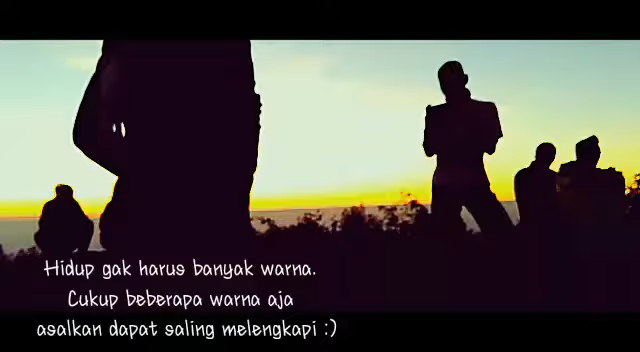 Hidup gak harus banyak warna.
Cukup beberapa warna aja
asalkan dapat saling melengkapi :)